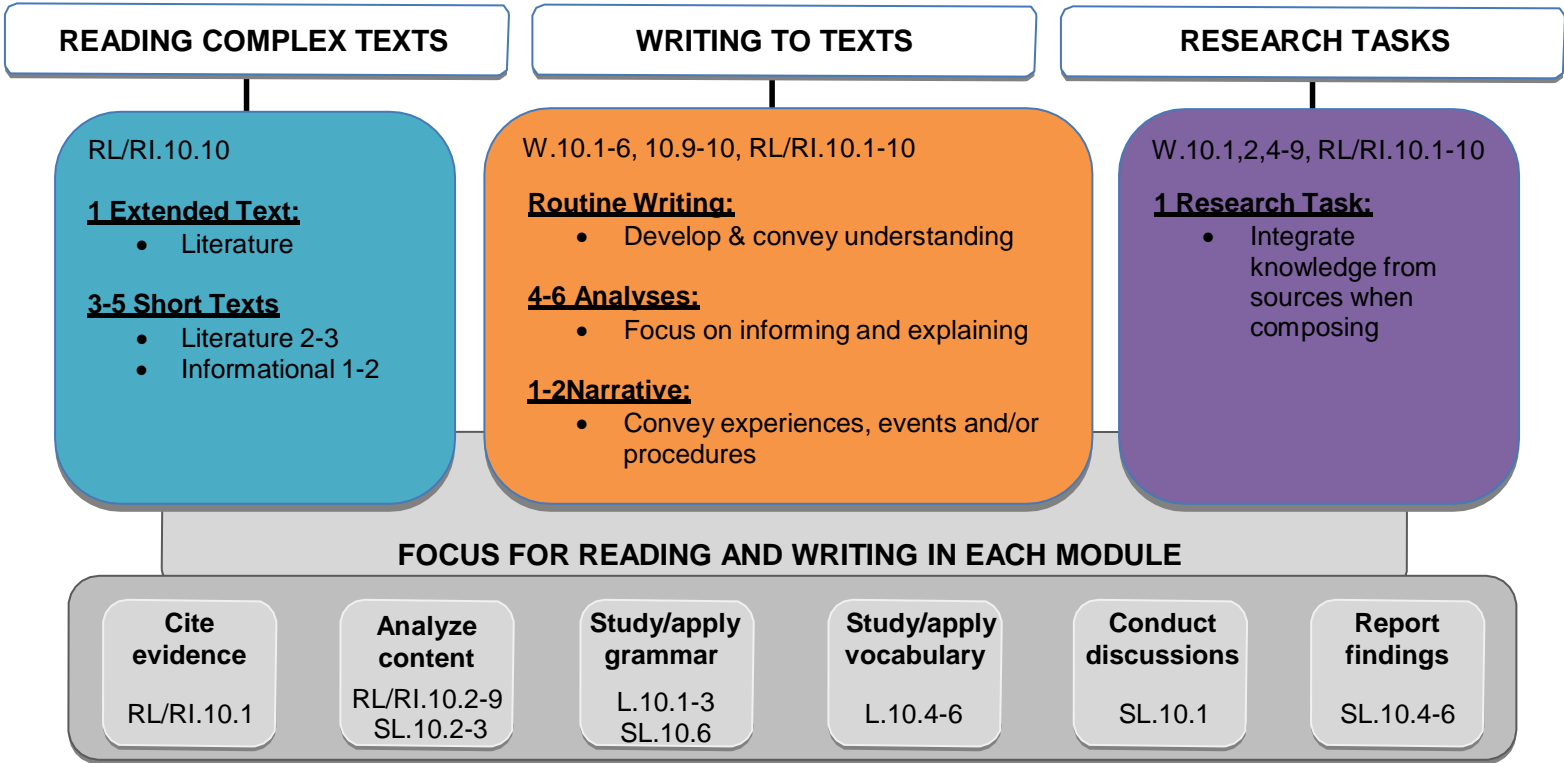 READING COMPLEX TEXTS
WRITING TO TEXTS
RESEARCH TASKS
RL/RI.10.10
1 Extended Text:
• Literature
3-5 Short Texts
• Literature 2-3
• Informational 1-2
W.10.1-6, 10.9-10, RL/RI.10.1-10
Routine Writing:
• Develop & convey understanding
4-6 Analyses:
• Focus on informing and explaining
1-2Narrative:
• Convey experiences, events and/or
procedures
W.10.1,2,4-9, RL/RI.10.1-10
1 Research Task:
• Integrate
knowledge from
sources when
composing
FOCUS FOR READING AND WRITING IN EACH MODULE
Cite
evidence
RL/RI.10.1
Analyze
content
RL/RI.10.2-9
SL.10.2-3
Study/apply
grammar
L.10.1-3
SL.10.6
Study/apply
vocabulary
L.10.4-6
Conduct
discussions
SL.10.1
Report
findings
SL.10.4-6